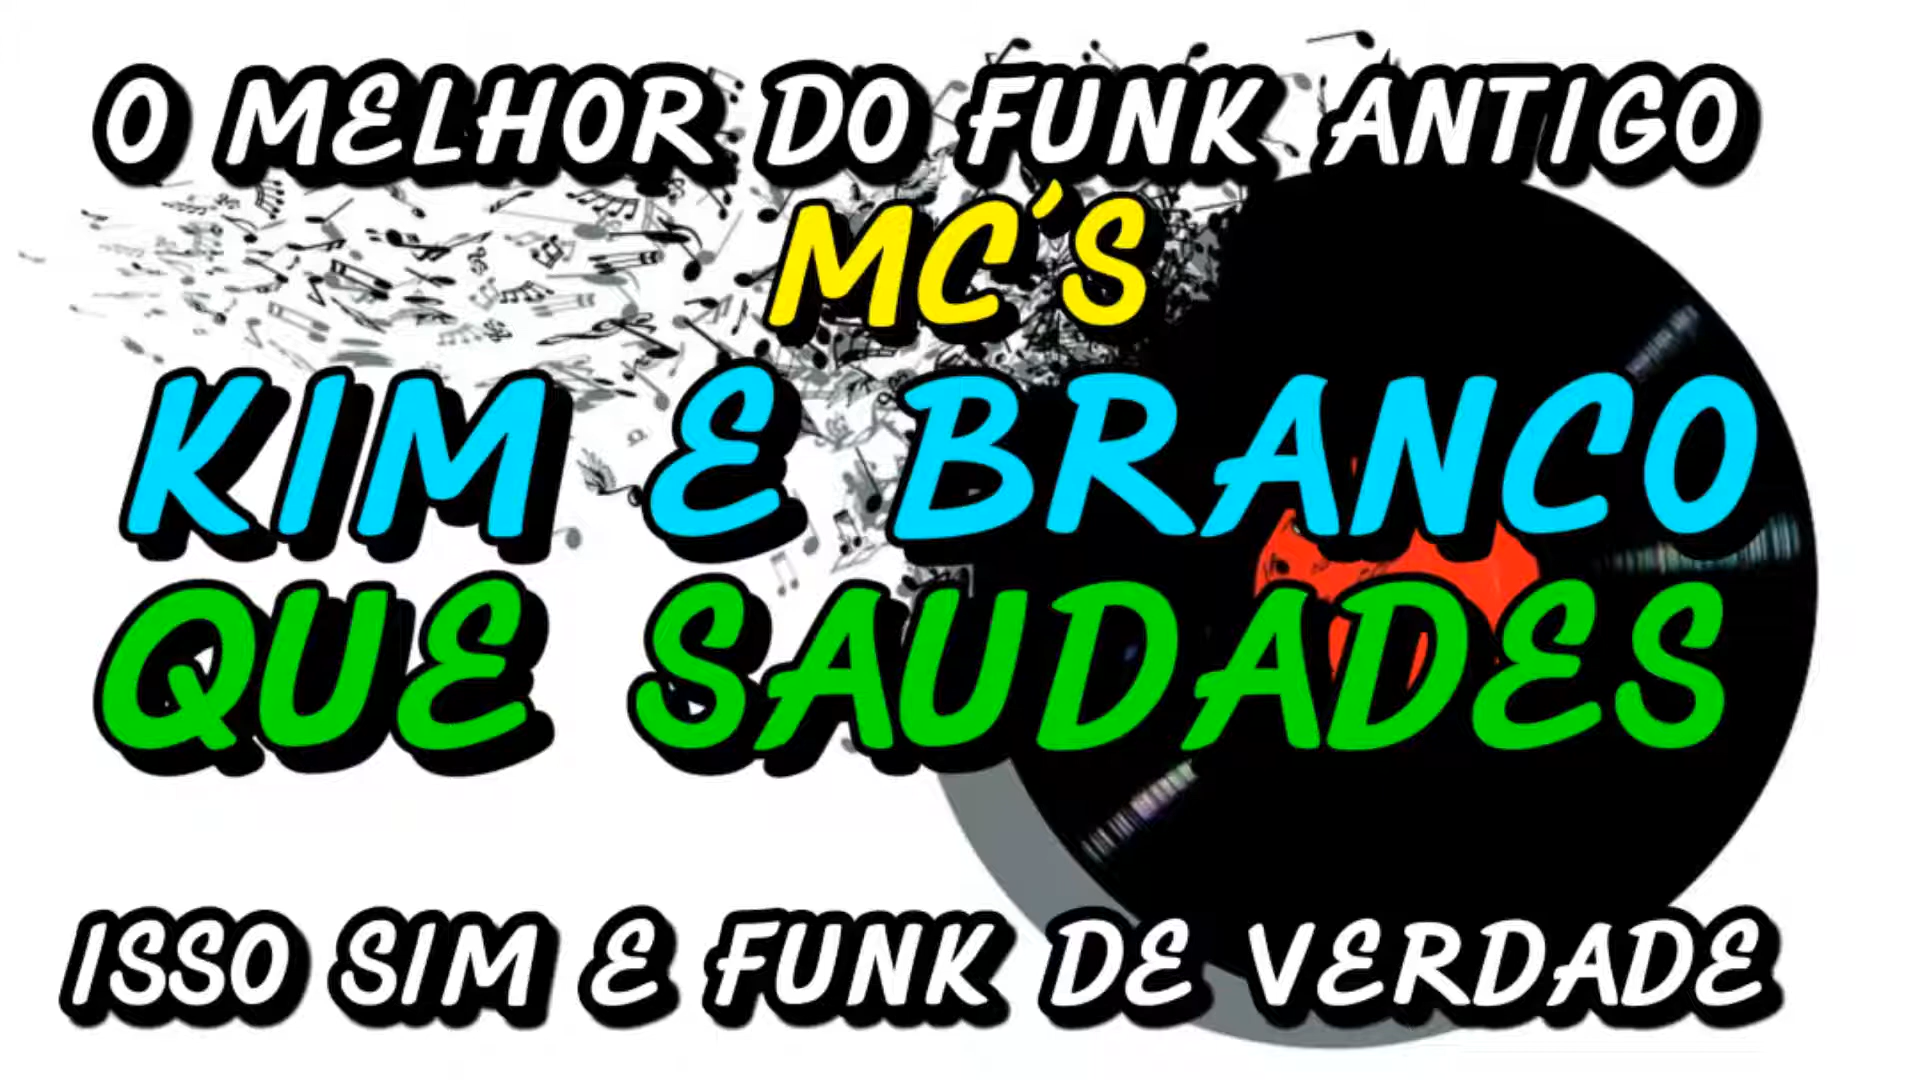 O MELHOR DO FUNK ANTIGO
MC'S
KIM E BRANCO
QUE SAUDADES
ISSO SIM E FUNK DE VERDADE